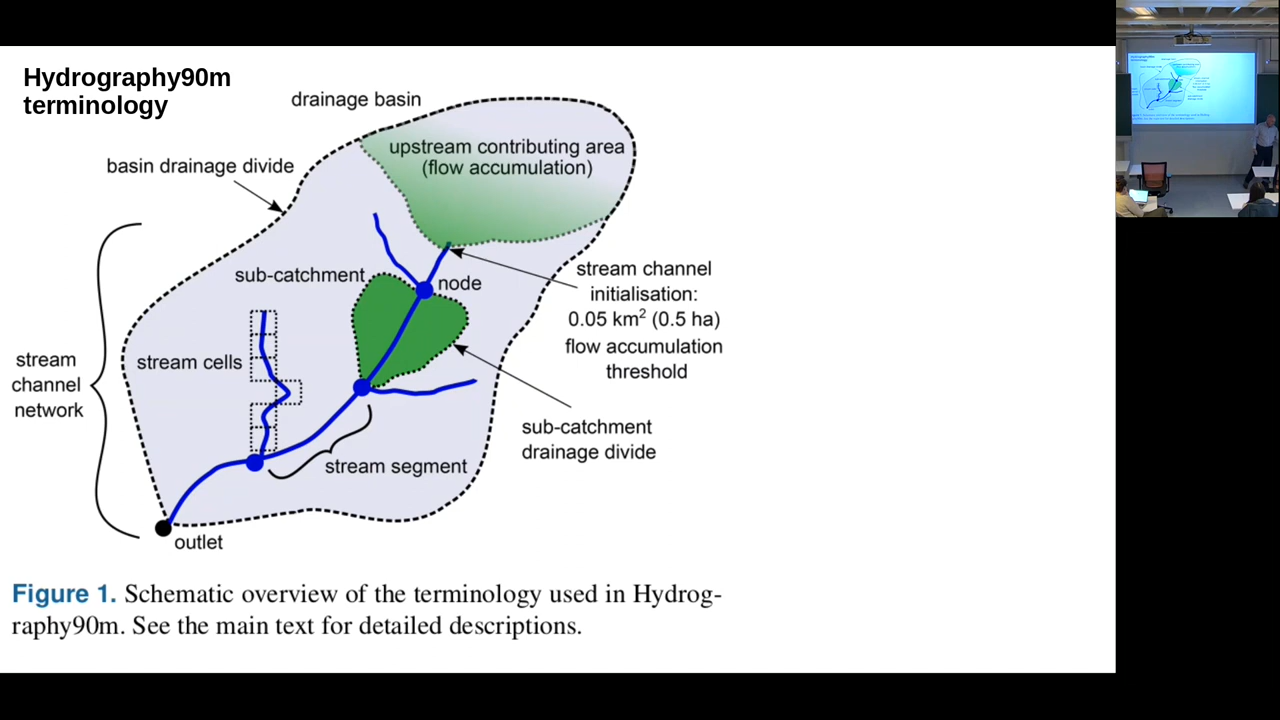 Hydrography90m
terminology
drainage basin
upstream contributing area
(flow accumulation)
basin drainage divide
sub-catchment
node
stream channel
initialisation:
0.05 km² (0.5 ha)
flow accumulation
threshold
stream cells
stream
channel
network
sub-catchment
drainage divide
stream segment
outlet
Figure 1. Schematic overview of the terminology used in Hydrog-
raphy90m. See the main text for detailed descriptions.